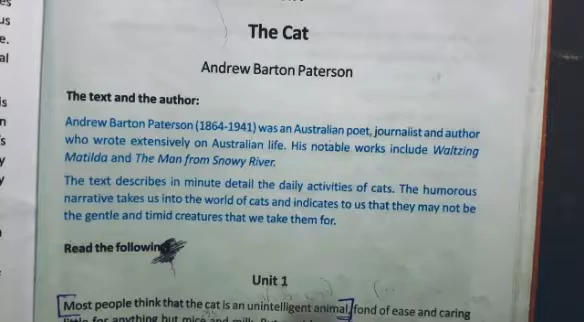 The Cat
Andrew Barton Paterson
The text and the author:
Andrew Barton Paterson (1864-1941) was an Australian poet, journalist and author
who wrote extensively on Australian life. His notable works include Waltzing
Matilda and The Man from Snowy River.
The text describes in minute detail the daily activities of cats. The humorous
narrative takes us into the world of cats and indicates to us that they may not be
the gentle and timid creatures that we take them for.
Read the following
Unit 1
Most people think that the cat is an unintelligent animal, fond of ease and caring
little for anything but mice and milk. But